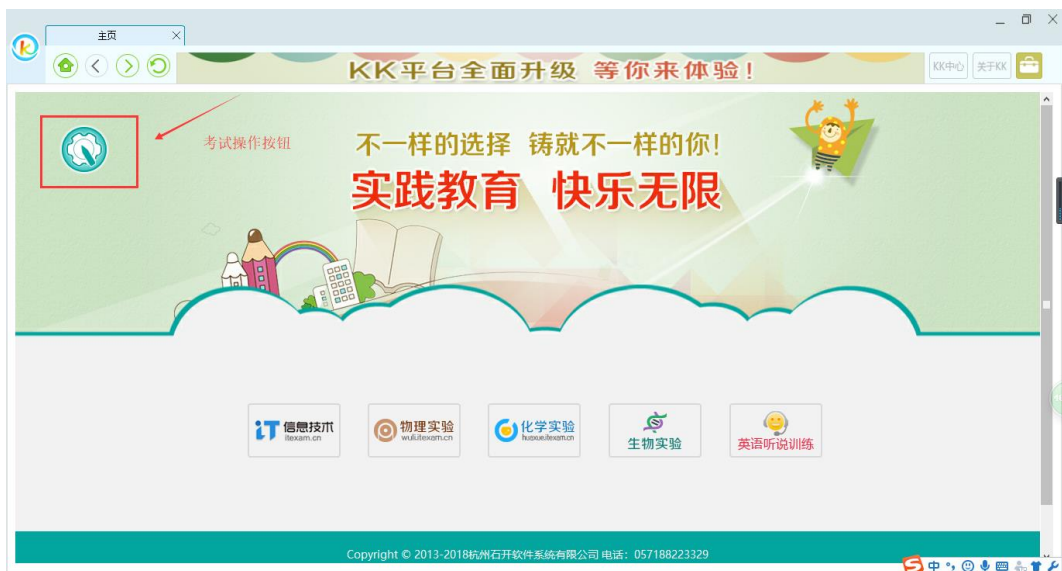 主页
KK平台全面升级 等你来体验！
KK中心
关于KK
考试操作按钮
不一样的选择 铸就不一样的你！
实践教育 快乐无限
iT 信息技术
itexam.cn
物理实验
wuli.itexam.cn
化学实验
huaxue.itexam.cn
生物实验
英语听说训练
Copyright © 2013-2018杭州石开软件系统有限公司 电话：057188223329
中